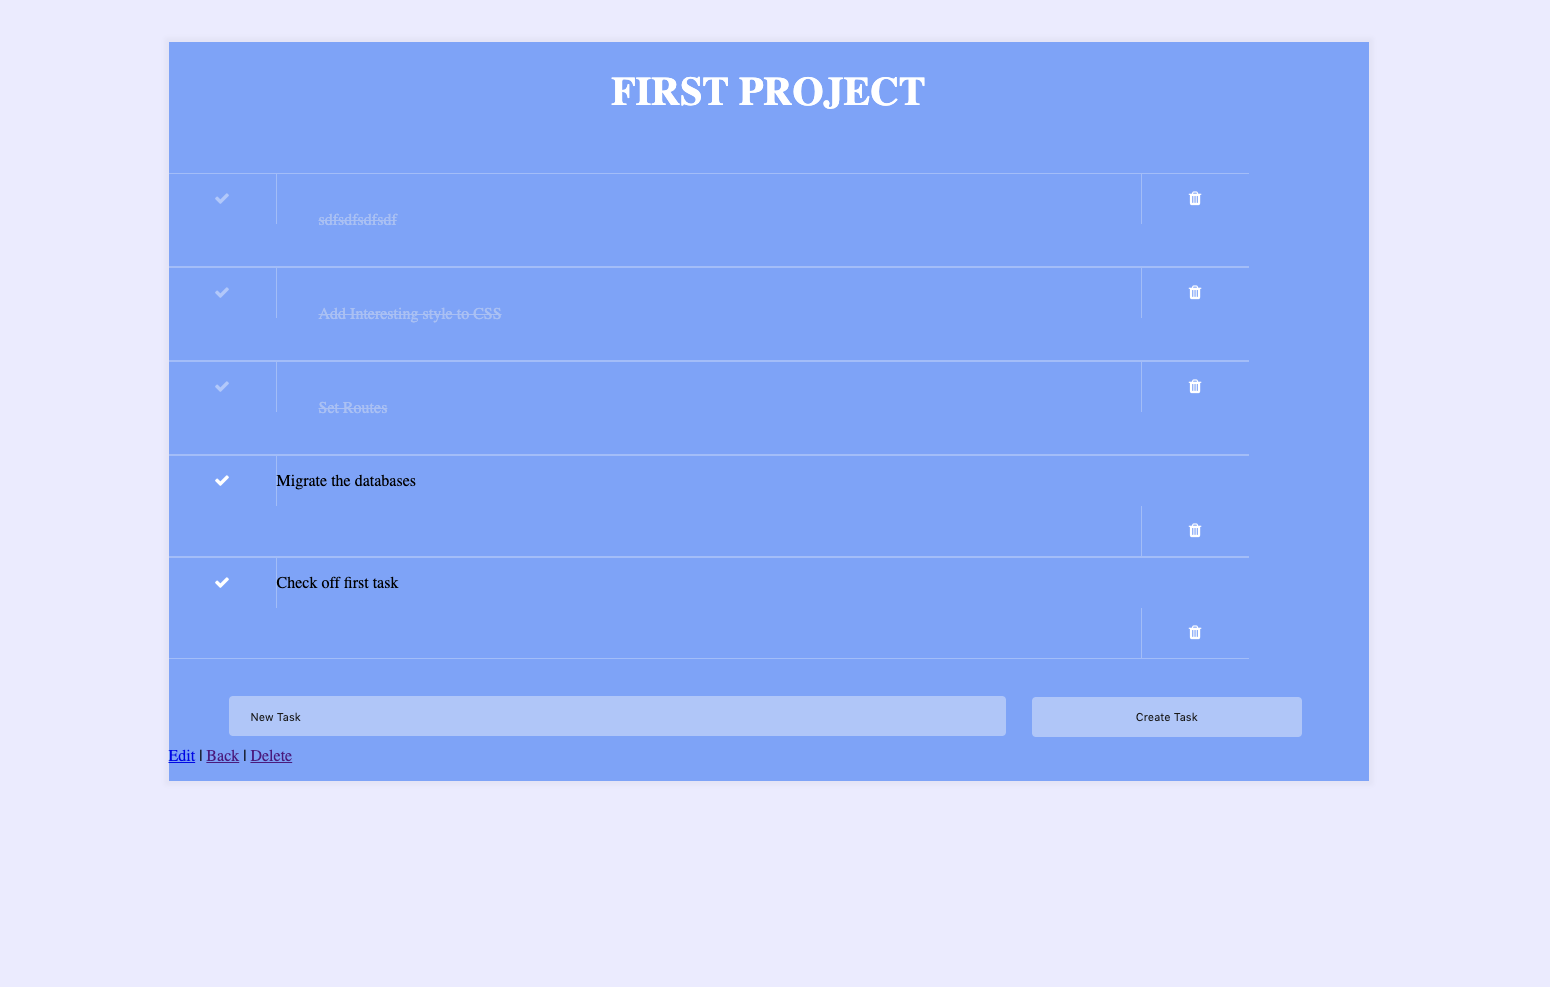 FIRST PROJECT
sdfsdfsdfsdf
Add Interesting style to CSS
Set Routes
Migrate the databases
Check off first task
New Task
Create Task
Edit | Back | Delete